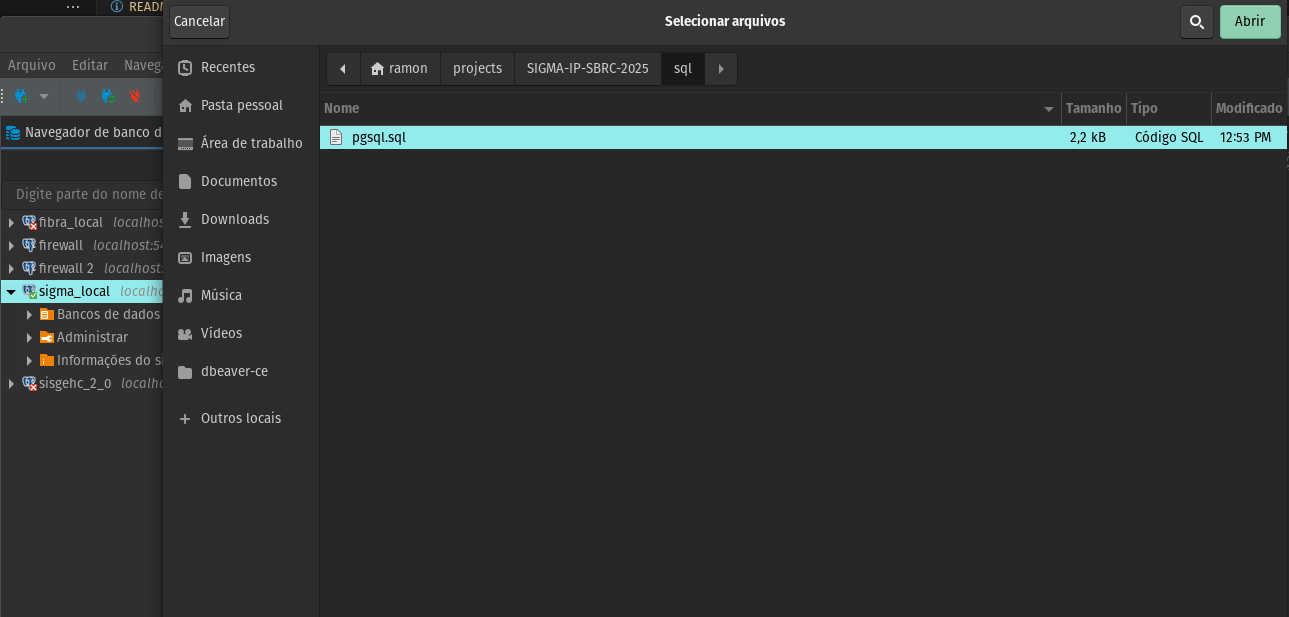 ... README
Cancelar
Selecionar arquivos
Abrir
Arquivo Editar
Navegador de banco d
Digite parte do nome de
fibra_local localhos
firewall localhost:54
firewall 2 localhost:
sigma_local localho
Bancos de dados
Administrar
Informações do si
sisgehc_2_0 localho
Recentes
Pasta pessoal
Área de trabalho
Documentos
Downloads
Imagens
Música
Vídeos
dbeaver-ce
Outros locais
ramon projects SIGMA-IP-SBRC-2025 sql
Nome Tamanho Tipo Modificado
pgsql.sql 2,2 kB Código SQL 12:53 PM